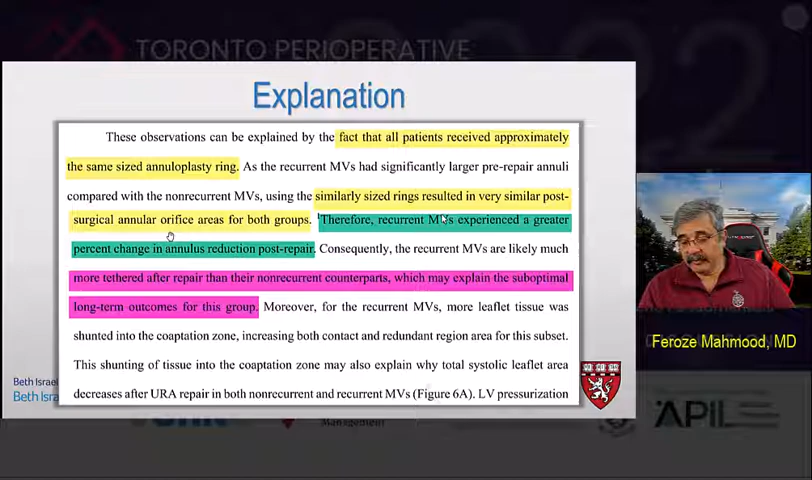 TORONTO PERIOPERATIVE
2022
Explanation
These observations can be explained by the fact that all patients received approximately
the same sized annuloplasty ring. As the recurrent MVs had significantly larger pre-repair annuli
compared with the nonrecurrent MVs, using the similarly sized rings resulted in very similar post-
surgical annular orifice areas for both groups. Therefore, recurrent MVs experienced a greater
percent change in annulus reduction post-repair. Consequently, the recurrent MVs are likely much
more tethered after repair than their nonrecurrent counterparts, which may explain the suboptimal
long-term outcomes for this group. Moreover, for the recurrent MVs, more leaflet tissue was
shunted into the coaptation zone, increasing both contact and redundant region area for this subset.
This shunting of tissue into the coaptation zone may also explain why total systolic leaflet area
decreases after URA repair in both nonrecurrent and recurrent MVs (Figure 6A). LV pressurization
Beth Israel
Beth Isra
Feroze Mahmood, MD
Management
APIL